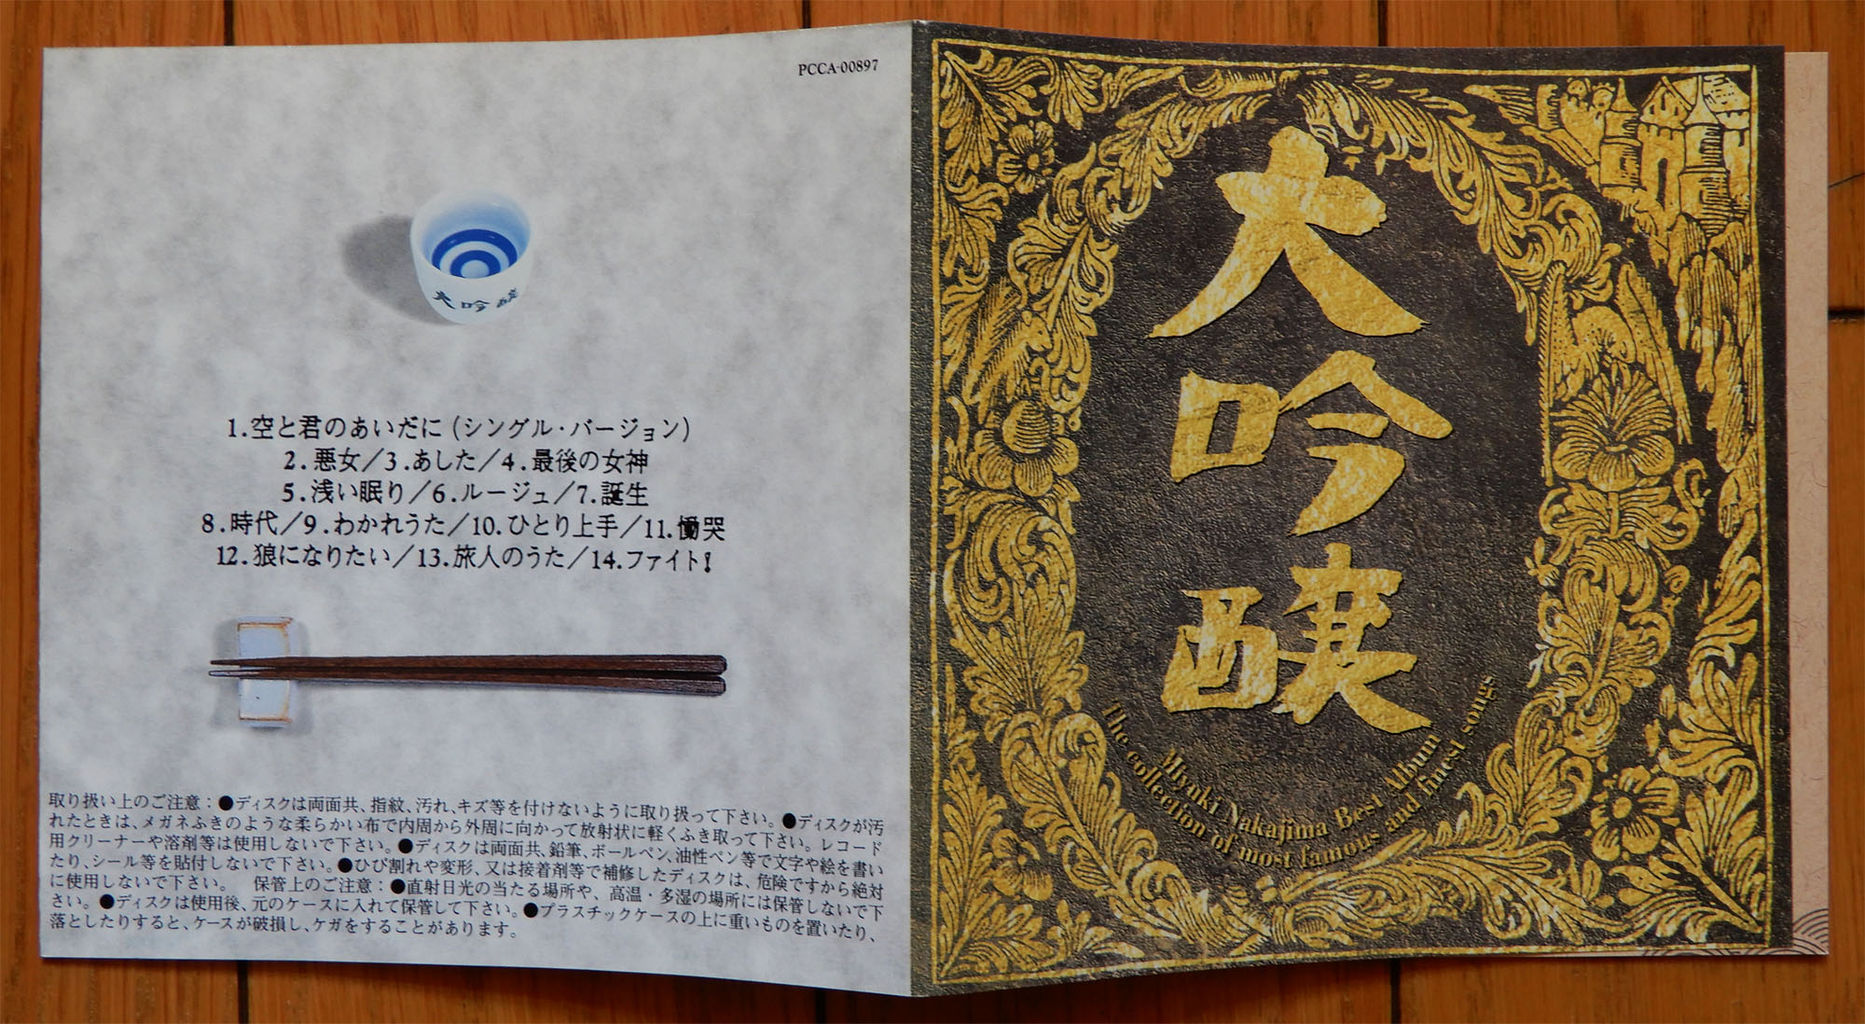 PCCA-00897
大吟醸
1.空と君のあいだに(シングル・バージョン)
2.悪女/3.あした/4.最後の女神
5.浅い眠り/6.ルージュ/7.誕生
8.時代/9.わかれうた/10.ひとり上手/11.慟哭
12.狼になりたい/13.旅人のうた/14.ファイト!
取り扱い上のご注意:●ディスクは両面共、指紋、汚れ、キズ等を付けないように取り扱って下さい。●ディスクが汚
れたときは、メガネふきのような柔らかい布で内周から外周に向かって放射状に軽くふき取って下さい。レコード
用クリーナーや溶剤等は使用しないで下さい。●ディスクは両面共、鉛筆、ボールペン、油性ペン等で文字や絵を書い
たり、シール等を貼付しないで下さい。●ひび割れや変形、又は接着剤等で補修したディスクは、危険ですから絶対
に使用しないで下さい。 保管上のご注意:●直射日光の当たる場所や、高温・多湿の場所には保管しないで下
さい。●ディスクは使用後、元のケースに入れて保管して下さい。●プラスチックケースの上に重いものを置いたり、
落としたりすると、ケースが破損し、ケガをすることがあります。
大吟醸
Miyuki Nakajima Best Album
The collection of most famous and finest songs